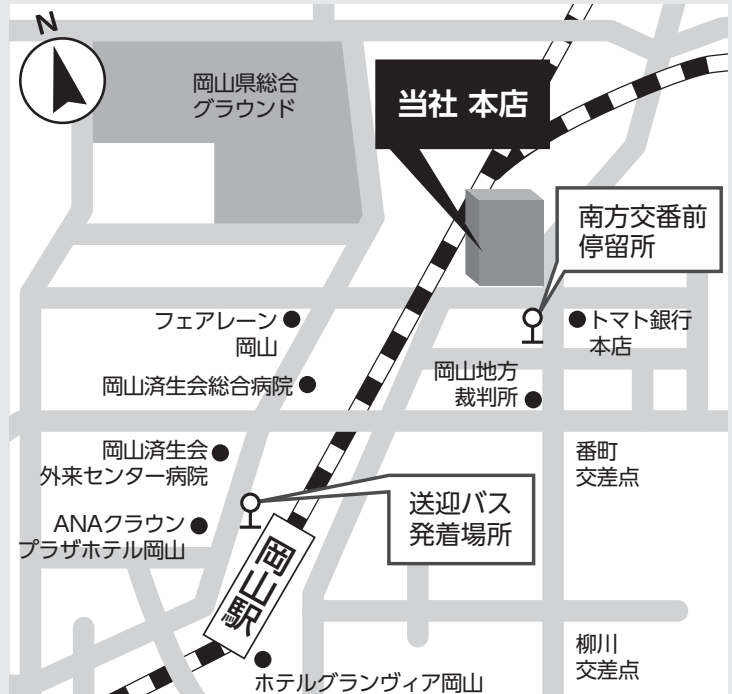 N
岡山県総合
グラウンド
当社 本店
南方交番前
停留所
フェアレーン
岡山
トマト銀行
本店
岡山済生会総合病院
岡山地方
裁判所
岡山済生会
外来センター病院
番町
交差点
送迎バス
発着場所
ANAクラウン
プラザホテル岡山
岡山駅
柳川
交差点
ホテルグランヴィア岡山